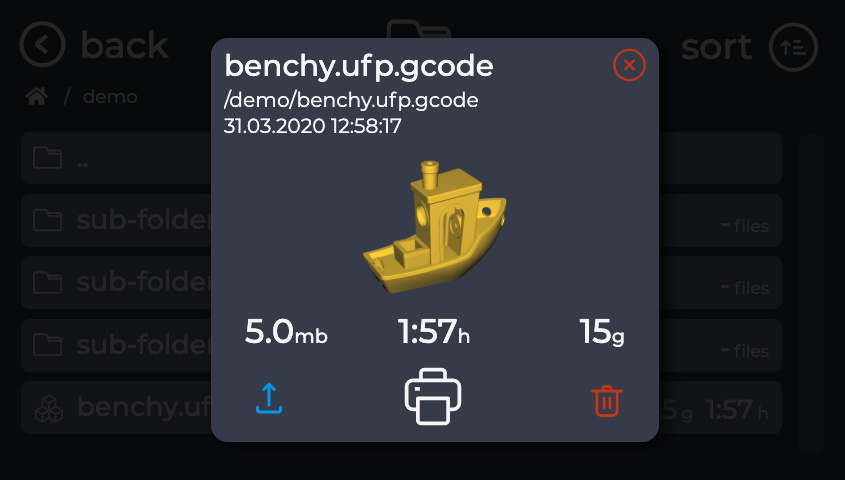 back
sort
/ demo
benchy.ufp.gcode
/demo/benchy.ufp.gcode
31.03.2020 12:58:17
5.0mb
1:57h
15g
..
sub-folder
- files
sub-folder
- files
sub-folder
- files
benchy.uf
5 g 1:57 h